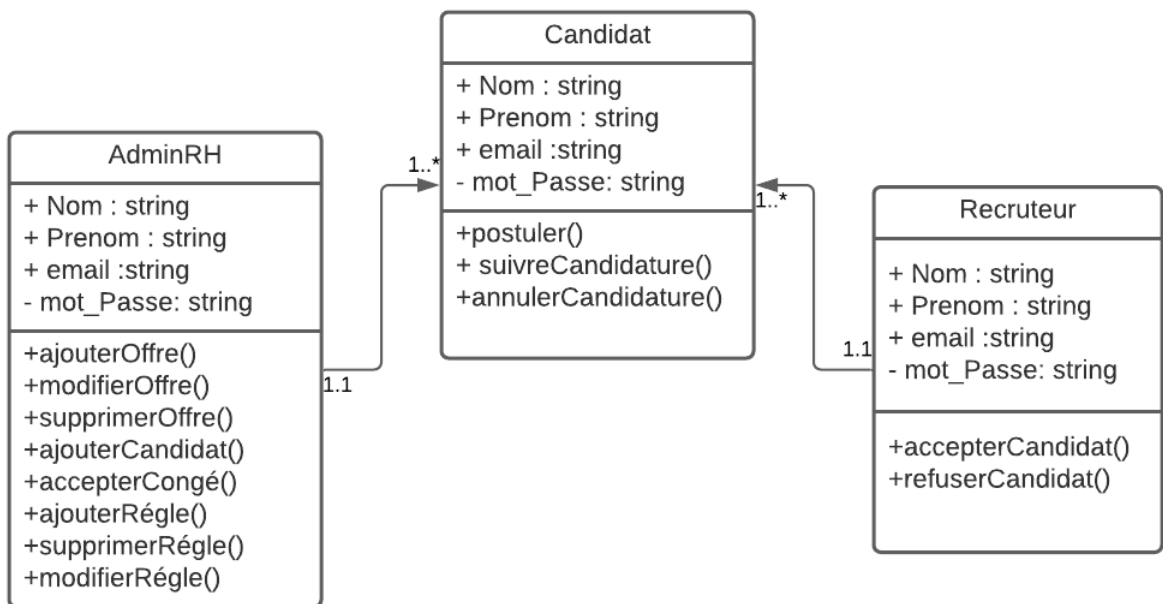 Candidat
+ Nom : string
+ Prenom : string
+ email :string
- mot_Passe: string
+postuler()
+ suivreCandidature()
+annulerCandidature()
1..*
1..*
AdminRH
+ Nom : string
+ Prenom : string
+ email :string
- mot_Passe: string
+ajouterOffre()
+modifierOffre()
+supprimerOffre()
+ajouterCandidat()
+accepterCongé()
+ajouterRégle()
+supprimerRégle()
+modifierRégle()
1.1
1.1
Recruteur
+ Nom : string
+ Prenom : string
+ email :string
- mot_Passe: string
+accepterCandidat()
+refuserCandidat()